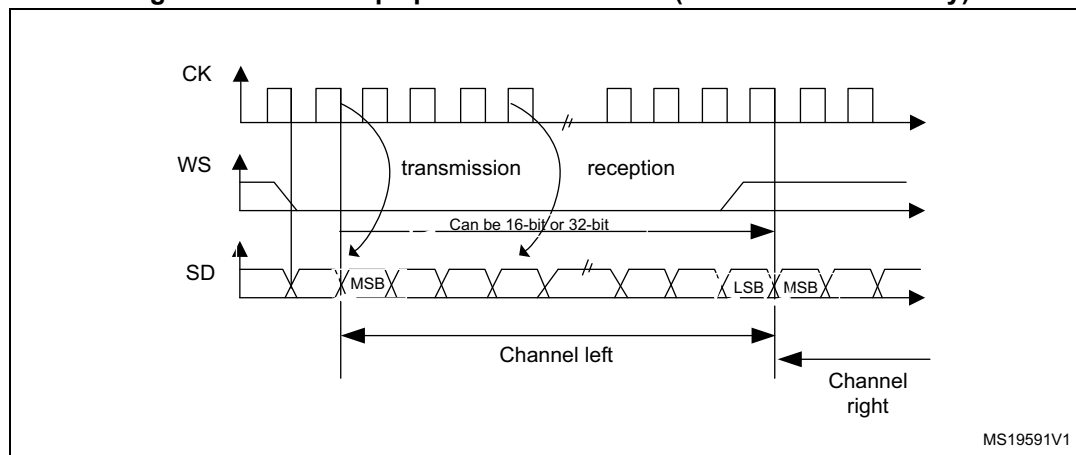 CK
WS
transmission
reception
Can be 16-bit or 32-bit
SD
MSB
LSB
MSB
Channel left
Channel
right
MS19591V1